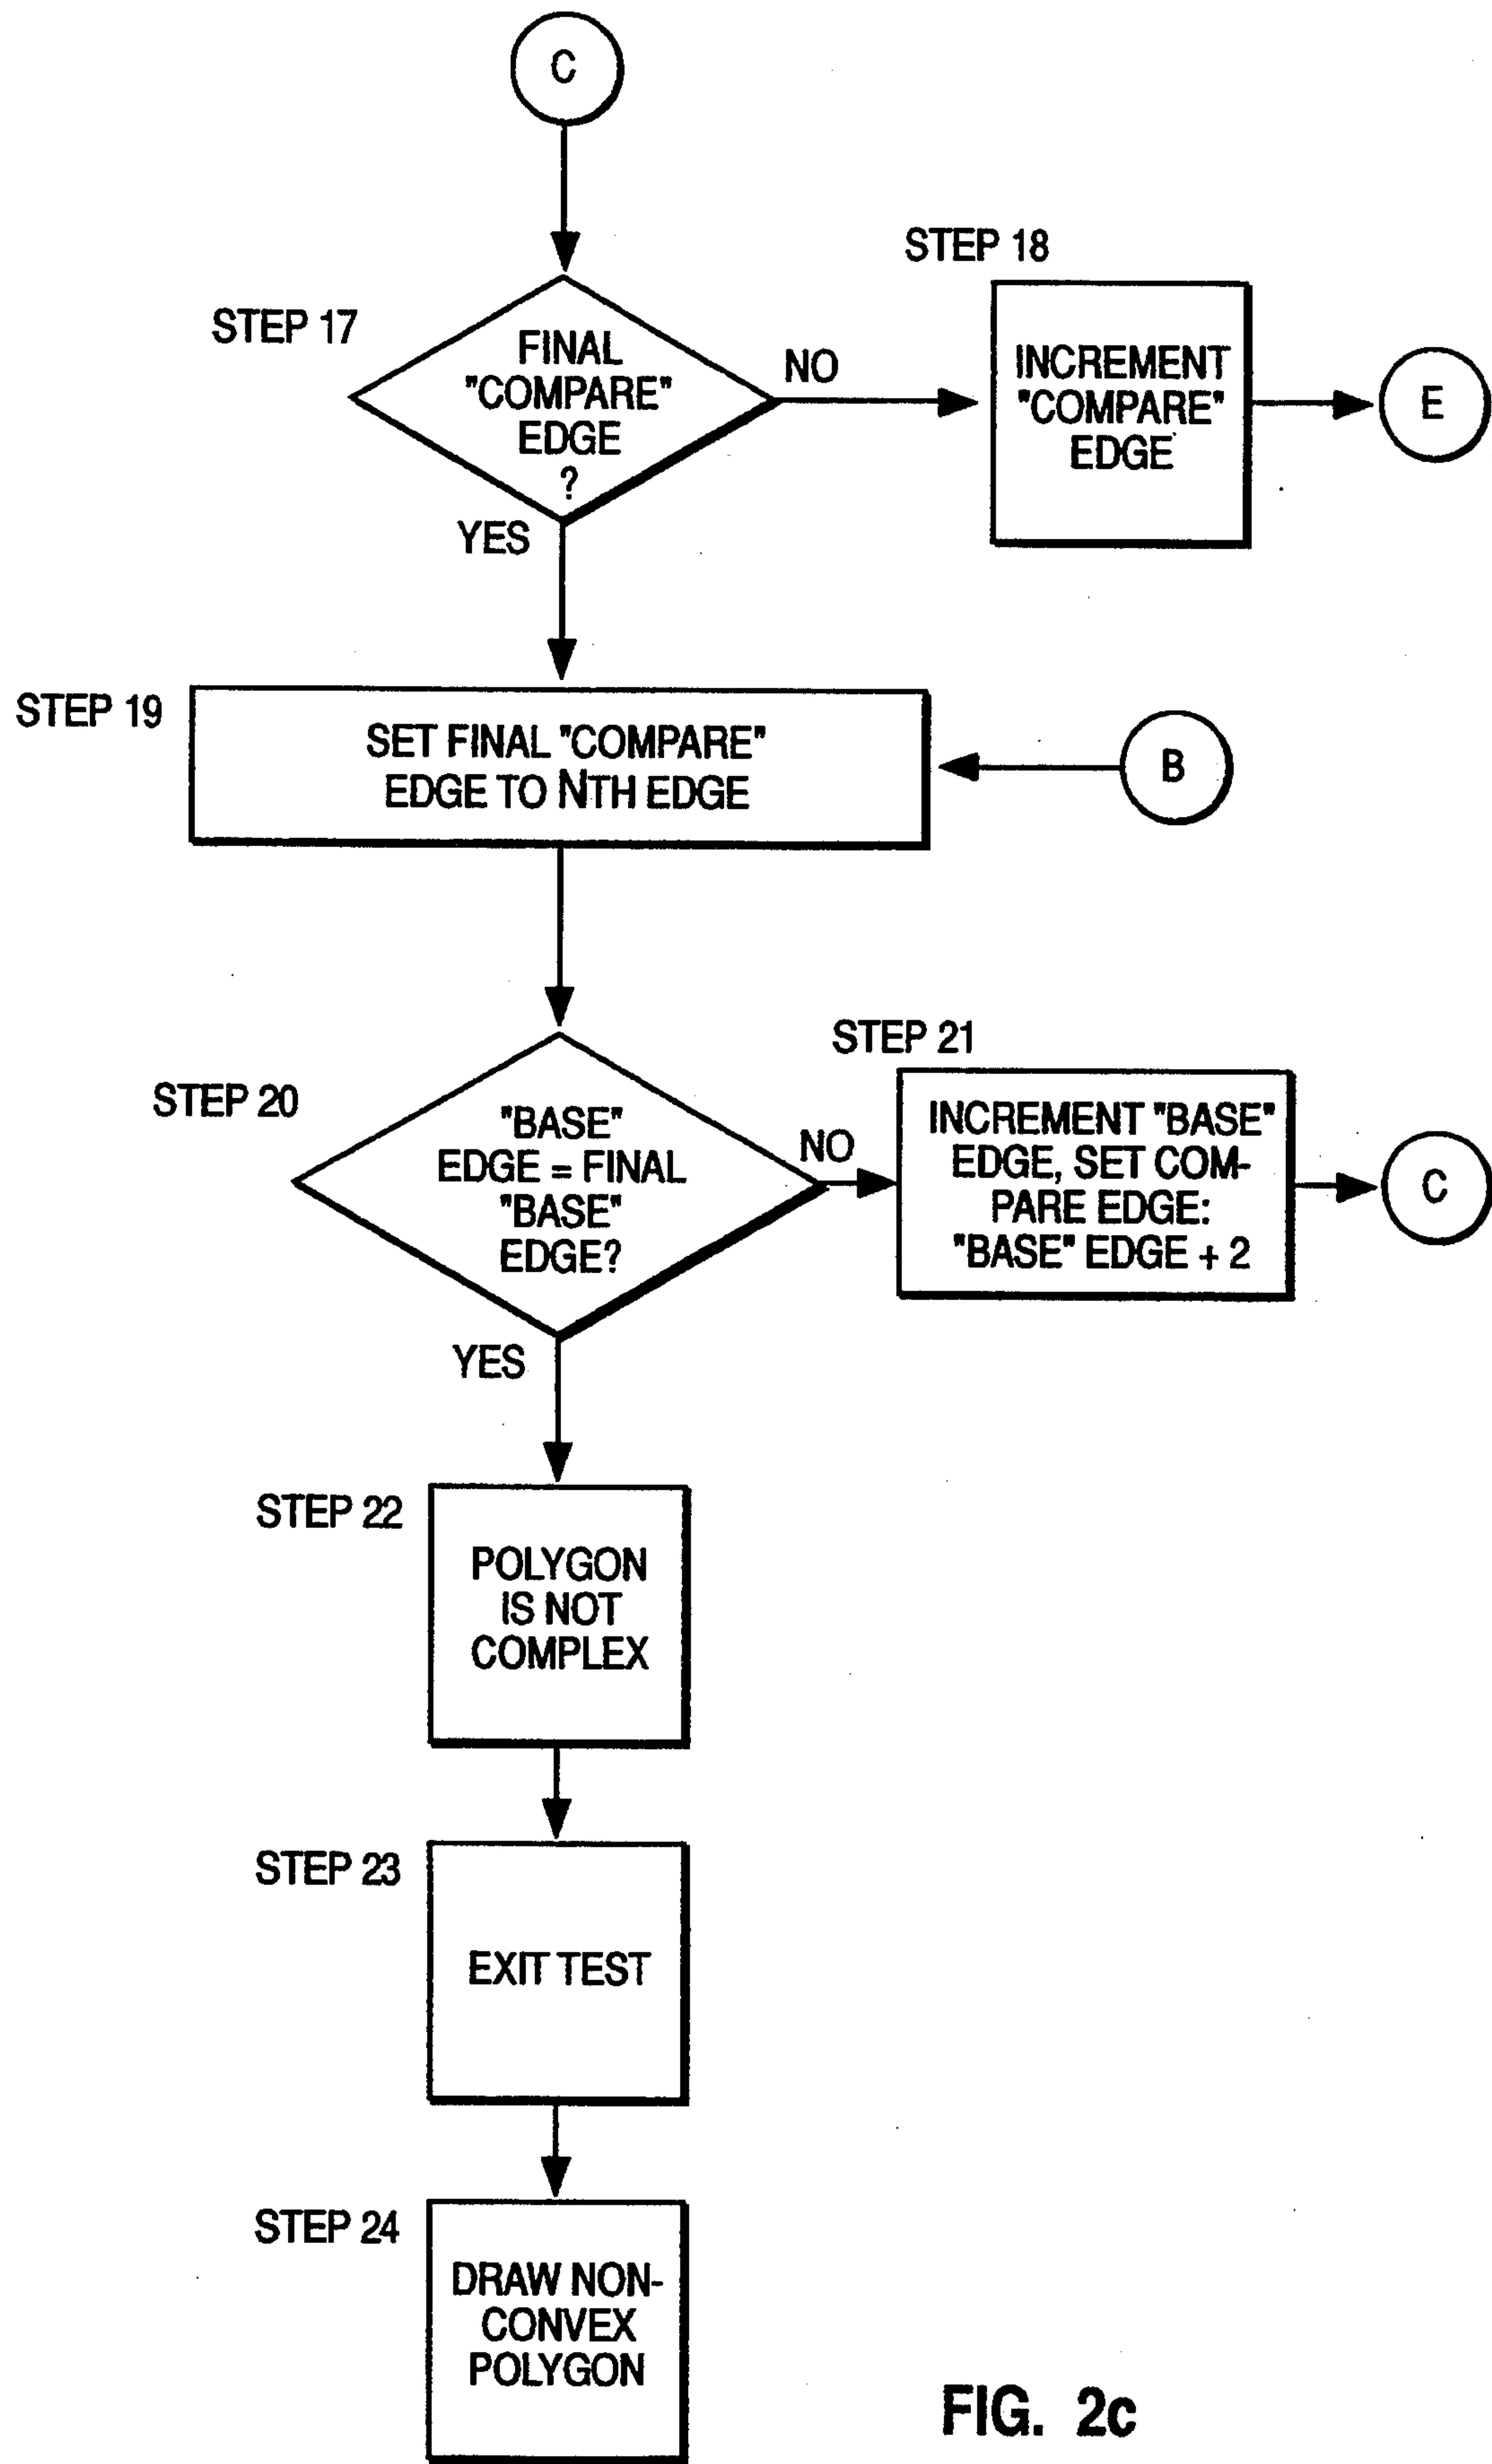 C
STEP 17
FINAL
"COMPARE"
EDGE
?
NO
YES
STEP 18
INCREMENT
"COMPARE"
EDGE
E
STEP 19
SET FINAL "COMPARE"
EDGE TO NTH EDGE
B
STEP 20
"BASE"
EDGE = FINAL
"BASE"
EDGE?
NO
YES
STEP 21
INCREMENT "BASE"
EDGE, SET COM-
PARE EDGE:
"BASE" EDGE + 2
C
STEP 22
POLYGON
IS NOT
COMPLEX
STEP 23
EXIT TEST
STEP 24
DRAW NON-
CONVEX
POLYGON
FIG. 2c